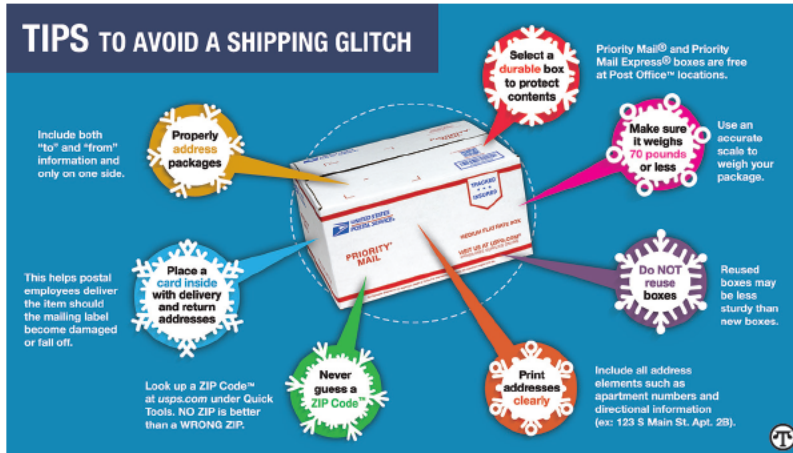 TIPS TO AVOID A SHIPPING GLITCH
Select a
durable box
to protect
contents
Priority Mail® and Priority
Mail Express® boxes are free
at Post Office™ locations.
Include both
"to" and "from"
information and
only on one side.
Properly
address
packages
Make sure
it weighs
70 pounds
or less
Use an
accurate
scale to
weigh your
package.
TRACKED
INSURED
UNITED STATES
POSTAL SERVICE
PRIORITY
MAIL
MEDIUM FLAT RATE BOX
VISIT US AT USPS.COM
This helps postal
employees deliver
the item should
the mailing label
become damaged
or fall off.
Place a
card inside
with delivery
and return
addresses
Do NOT
reuse
boxes
Reused
boxes may
be less
sturdy than
new boxes.
Look up a ZIP Code™
at usps.com under Quick
Tools. NO ZIP is better
than a WRONG ZIP.
Never
guess a
ZIP Code™
Print
addresses
clearly
Include all address
elements such as
apartment numbers and
directional information
(ex: 123 S Main St. Apt. 2B).